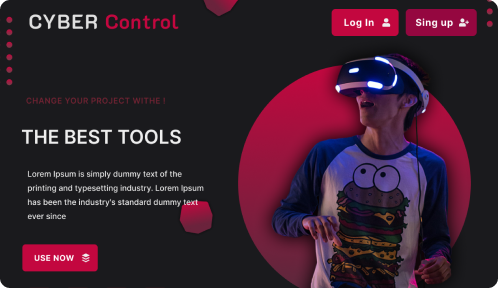 CYBER Control
Log In
Sing up
CHANGE YOUR PROJECT WITHE !
THE BEST TOOLS
Lorem Ipsum is simply dummy text of the
printing and typesetting industry. Lorem Ipsum
has been the industry's standard dummy text
ever since
USE NOW